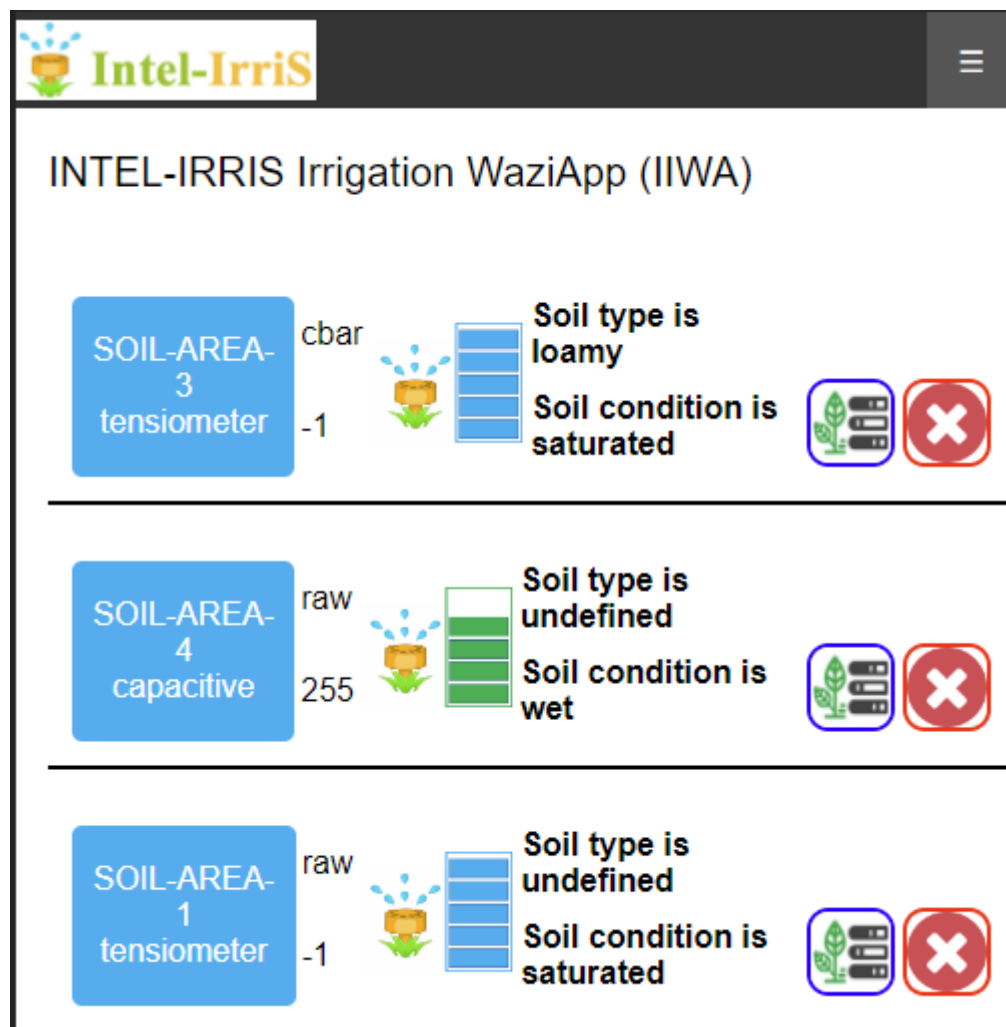 Intel-IrriS
INTEL-IRRIS Irrigation WaziApp (IIWA)
SOIL-AREA-
3
tensiometer
cbar
-1
Soil type is
loamy
Soil condition is
saturated
SOIL-AREA-
4
capacitive
raw
255
Soil type is
undefined
Soil condition is
wet
SOIL-AREA-
1
tensiometer
raw
-1
Soil type is
undefined
Soil condition is
saturated